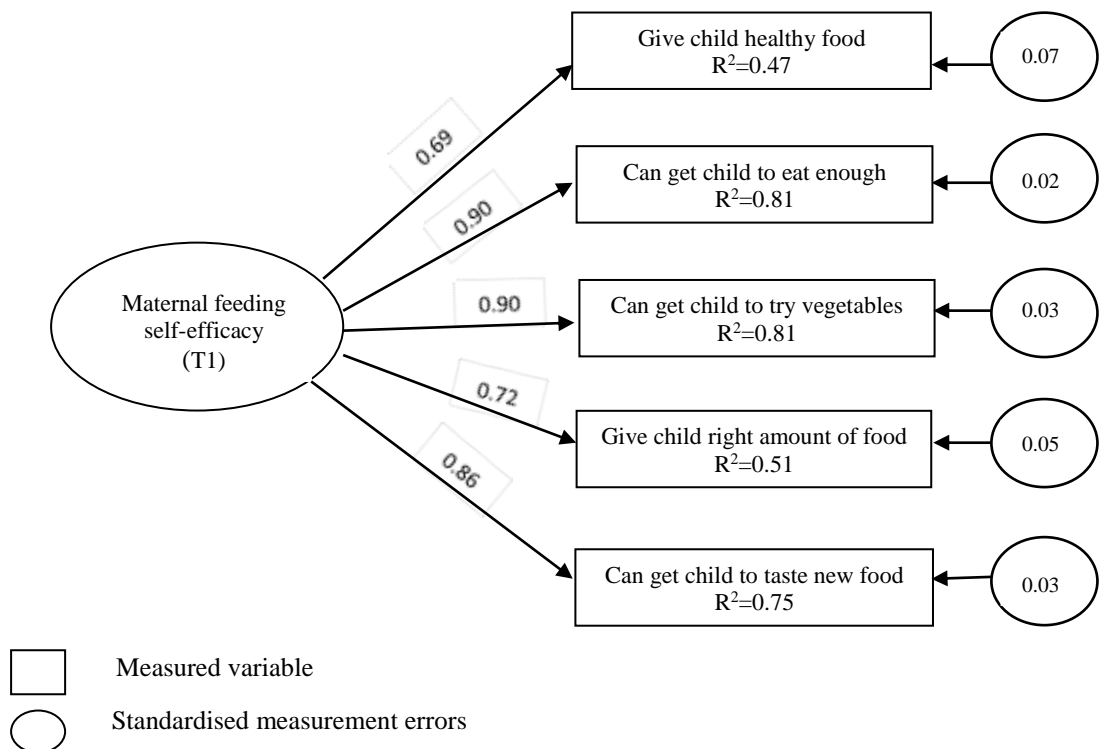 Give child healthy food
R²=0.47
0.07
0.69
Can get child to eat enough
R²=0.81
0.02
0.90
Maternal feeding
self-efficacy
(T1)
0.90
Can get child to try vegetables
R²=0.81
0.03
0.72
Give child right amount of food
R²=0.51
0.05
0.86
Can get child to taste new food
R²=0.75
0.03
Measured variable
Standardised measurement errors